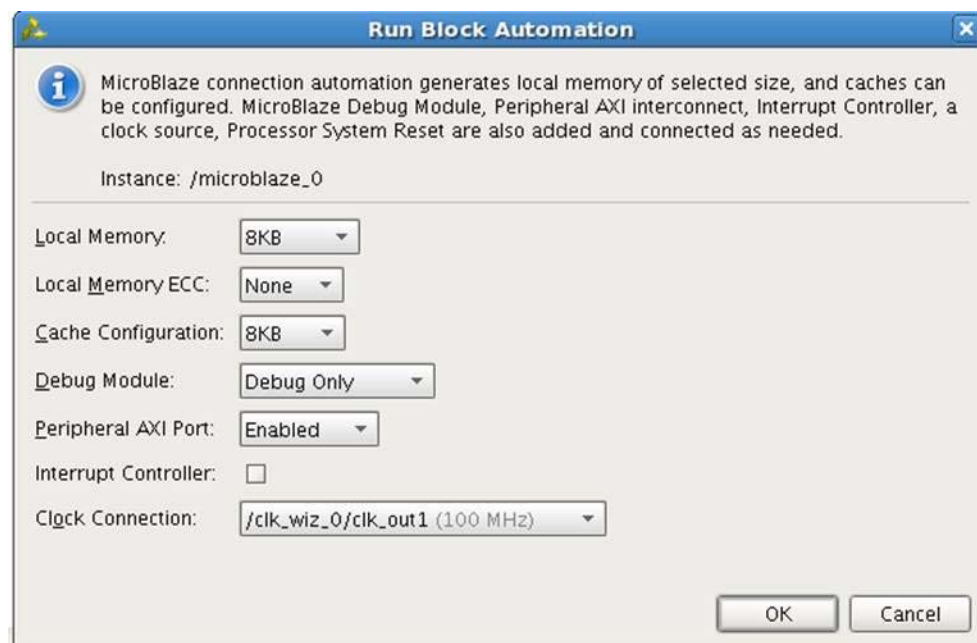 Run Block Automation
MicroBlaze connection automation generates local memory of selected size, and caches can
be configured. MicroBlaze Debug Module, Peripheral AXI interconnect, Interrupt Controller, a
clock source, Processor System Reset are also added and connected as needed.
Instance: /microblaze_0
Local Memory: 8KB
Local Memory ECC: None
Cache Configuration: 8KB
Debug Module: Debug Only
Peripheral AXI Port: Enabled
Interrupt Controller:
Clock Connection: /clk_wiz_0/clk_out1 (100 MHz)
OK Cancel